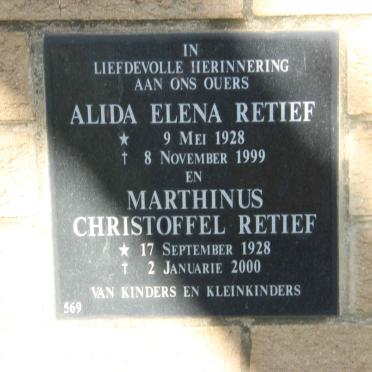 IN
LIEFDEVOLLE HERINNERING
AAN ONS OUERS
ALIDA ELENA RETIEF
★ 9 MEI 1928
† 8 NOVEMBER 1999
EN
MARTHINUS
CHRISTOFFEL RETIEF
★ 17 SEPTEMBER 1928
† 2 JANUARIE 2000
VAN KINDERS EN KLEINKINDERS
569